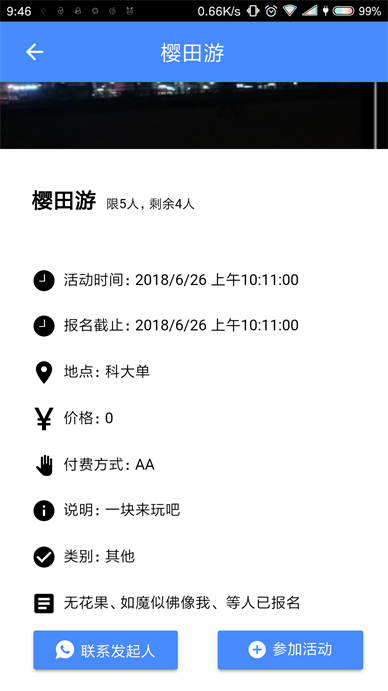 9:46 0.66K/s 99%
樱田游
樱田游 限5人，剩余4人
活动时间：2018/6/26 上午10:11:00
报名截止：2018/6/26 上午10:11:00
地点：科大单
价格：0
付费方式：AA
说明：一块来玩吧
类别：其他
无花果、如魔似佛像我、等人已报名
联系发起人 参加活动